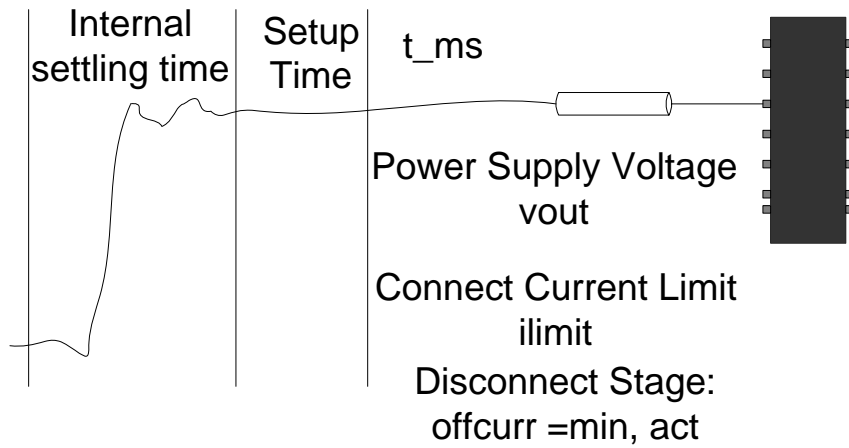 Internal
settling time
Setup
Time
t_ms
Power Supply Voltage
vout
Connect Current Limit
ilimit
Disconnect Stage:
offcurr =min, act